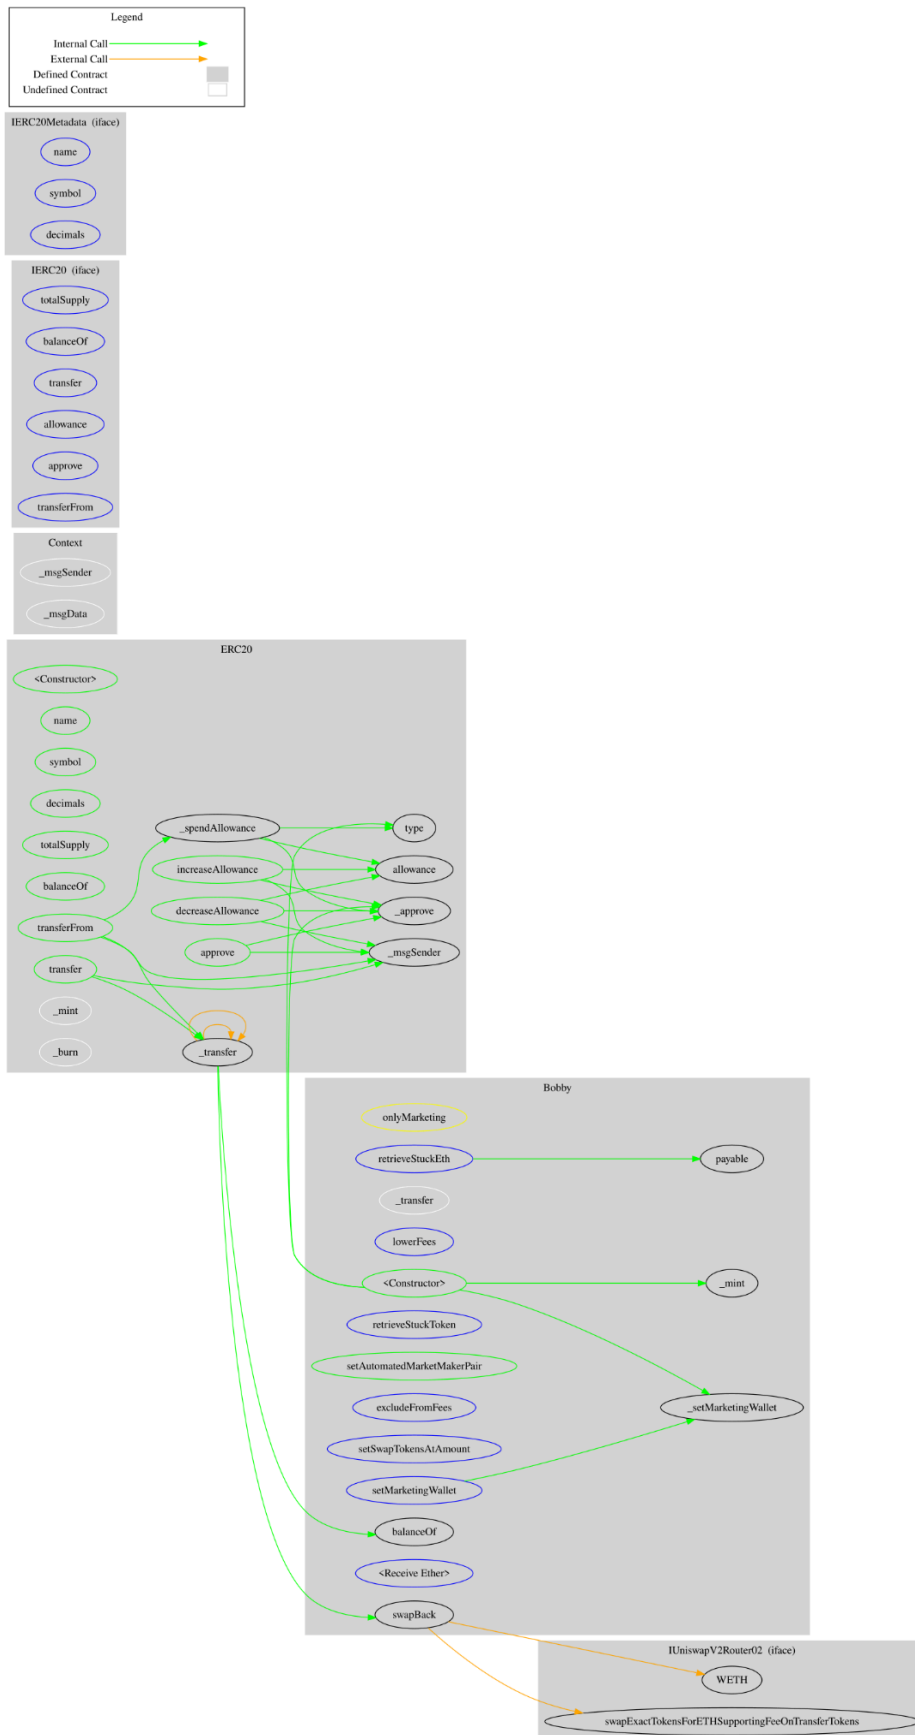 Legend
Internal Call
External Call
Defined Contract
Undefined Contract
IERC20Metadata  (iface)
name
symbol
decimals
IERC20  (iface)
totalSupply
balanceOf
transfer
allowance
approve
transferFrom
Context
_msgSender
_msgData
ERC20
<Constructor>
name
symbol
decimals
totalSupply
balanceOf
transferFrom
transfer
_mint
_burn
_spendAllowance
increaseAllowance
decreaseAllowance
approve
_transfer
type
allowance
_approve
_msgSender
Bobby
onlyMarketing
retrieveStuckEth
_transfer
lowerFees
<Constructor>
retrieveStuckToken
setAutomatedMarketMakerPair
excludeFromFees
setSwapTokensAtAmount
setMarketingWallet
balanceOf
<Receive Ether>
swapBack
payable
_mint
_setMarketingWallet
IUniswapV2Router02  (iface)
WETH
swapExactTokensForETHSupportingFeeOnTransferTokens